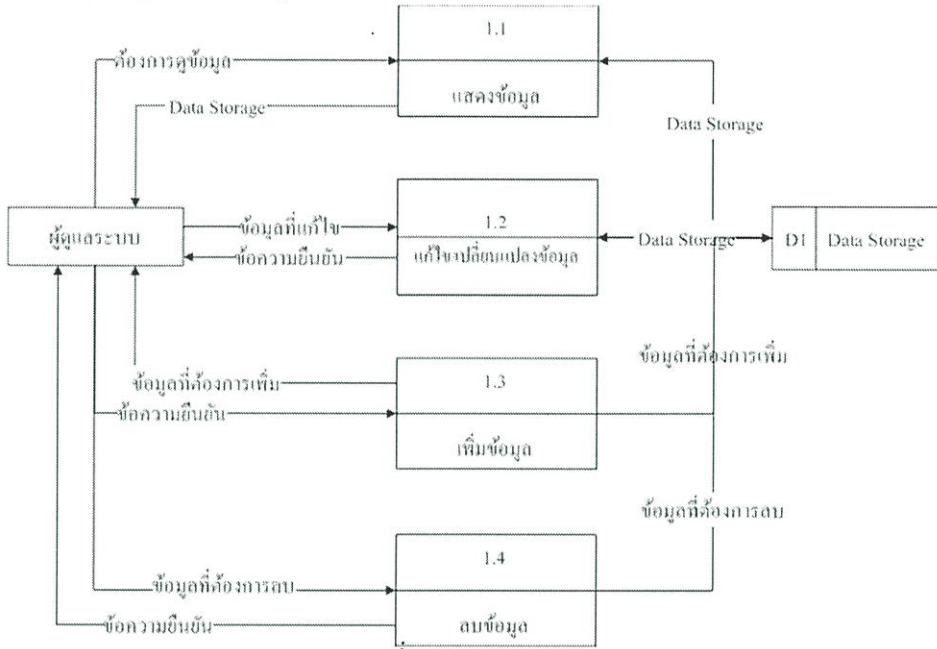 1.1
ต้องการดูข้อมูล
แสดงข้อมูล
Data Storage
Data Storage
ผู้ดูแลระบบ
ข้อมูลที่แก้ไข
1.2
ข้อความยืนยัน
แก้ไขเปลี่ยนแปลงข้อมูล
Data Storage
D1
Data Storage
ข้อมูลที่ต้องการเพิ่ม
ข้อมูลที่ต้องการเพิ่ม
1.3
ข้อความยืนยัน
เพิ่มข้อมูล
ข้อมูลที่ต้องการลบ
1.4
ข้อมูลที่ต้องการลบ
ข้อความยืนยัน
ลบข้อมูล